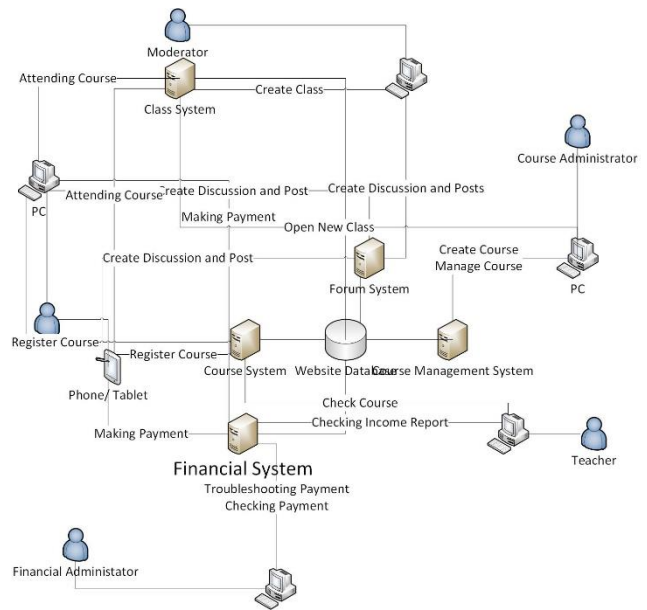 Moderator
Attending Course
Class System
Create Class
Course Administrator
PC
Attending Course
Create Discussion and Post
Create Discussion and Posts
Making Payment
Open New Class
Create Discussion and Post
Create Course
Manage Course
Forum System
PC
Register Course
Register Course
Course System
Website Database
Course Management System
Phone/ Tablet
Check Course
Making Payment
Checking Income Report
Teacher
Financial System
Troubleshooting Payment
Checking Payment
Financial Administator